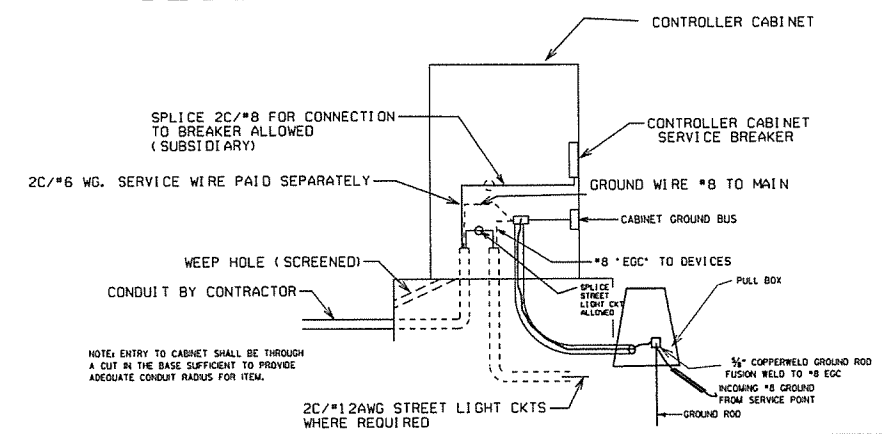 CONTROLLER CABINET
SPLICE 2C/#8 FOR CONNECTION
TO BREAKER ALLOWED
(SUBSIDIARY)
CONTROLLER CABINET
SERVICE BREAKER
2C/#6 WG. SERVICE WIRE PAID SEPARATELY
GROUND WIRE #8 TO MAIN
CABINET GROUND BUS
WEEP HOLE (SCREENED)
#8 "EGC" TO DEVICES
SPLICE
STREET
LIGHT CKT
ALLOWED
PULL BOX
CONDUIT BY CONTRACTOR
NOTE: ENTRY TO CABINET SHALL BE THROUGH
A CUT IN THE BASE SUFFICIENT TO PROVIDE
ADEQUATE CONDUIT RADIUS FOR ITEM.
5/8" COPPERWELD GROUND ROD
FUSION WELD TO #8 EGC
INCOMING #8 GROUND
FROM SERVICE POINT
GROUND ROD
2C/#12AWG STREET LIGHT CKTS
WHERE REQUIRED